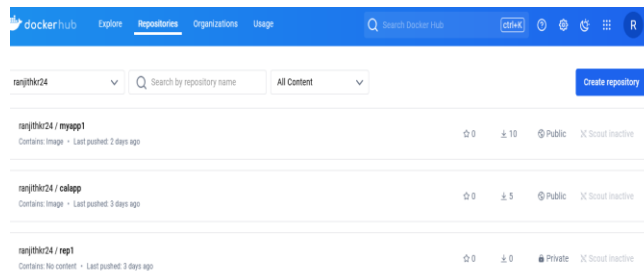 dockerhub Explore Repositories Organizations Usage Search Docker Hub ctrl+K R
ranjithkr24 Search by repository name All Content Create repository
ranjithkr24 / myapp1
Contains: Image • Last pushed: 2 days ago
0 10 Public Scout inactive
ranjithkr24 / calapp
Contains: Image • Last pushed: 3 days ago
0 5 Public Scout inactive
ranjithkr24 / rep1
Contains: No content • Last pushed: 3 days ago
0 0 Private Scout inactive